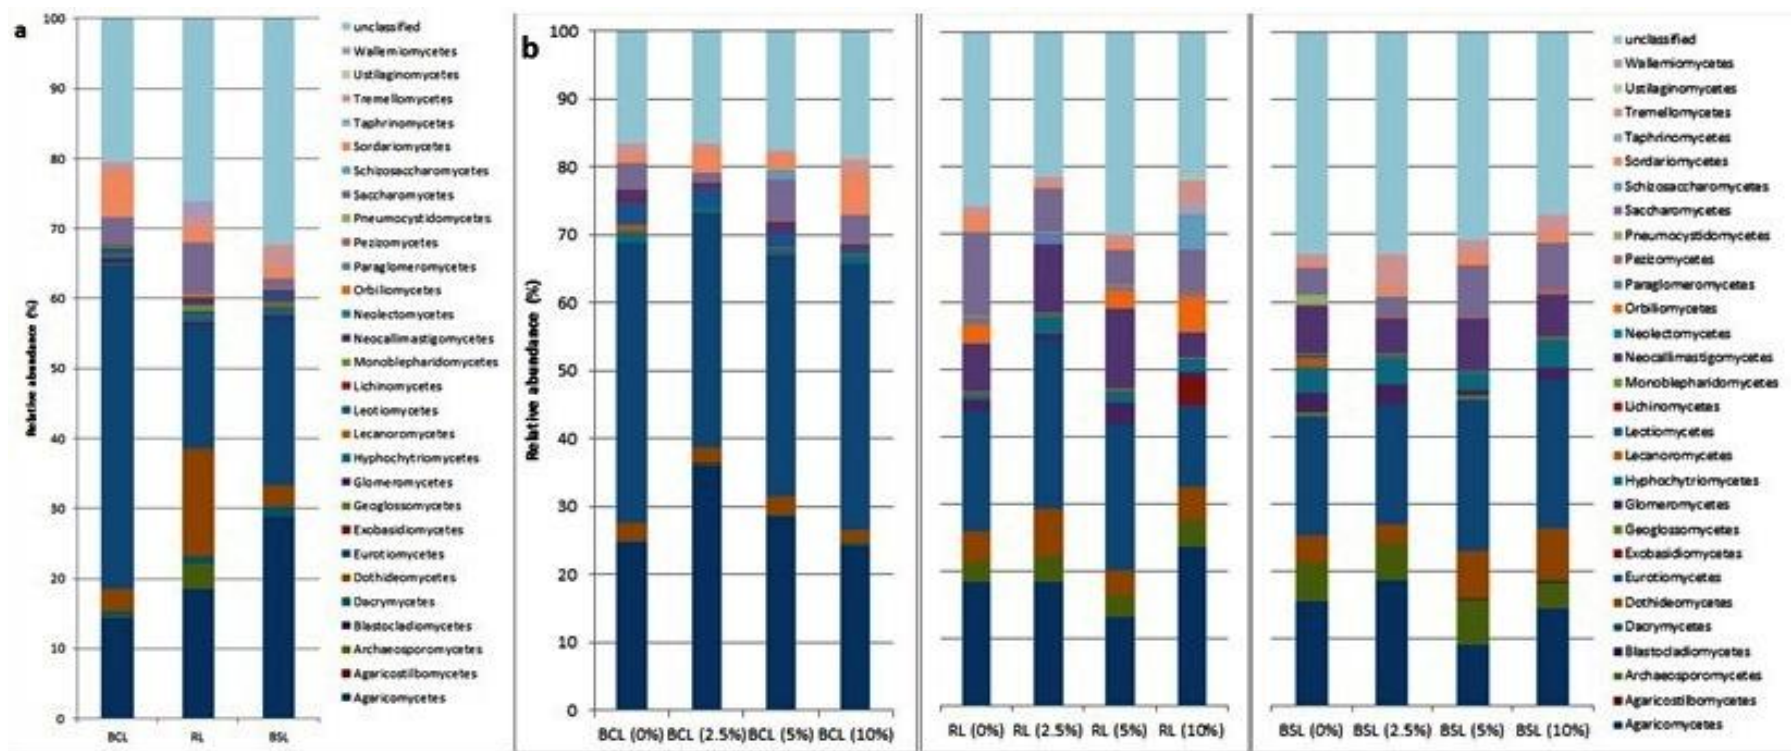 a
Relative abundance (%)
100
90
80
70
60
50
40
30
20
10
0
BCL RL BSL
unclassified
Wallemiomycetes
Ustilaginomycetes
Tremellomycetes
Taphrinomycetes
Sordariomycetes
Schizosaccharomycetes
Saccharomycetes
Pneumocystidomycetes
Pezizomycetes
Paraglomeromycetes
Orbiliomycetes
Neolectomycetes
Neocallimastigomycetes
Monoblepharidomycetes
Lichinomycetes
Leotiomycetes
Lecanoromycetes
Hyphochytriomycetes
Glomeromycetes
Geoglossomycetes
Exobasidiomycetes
Eurotiomycetes
Dothideomycetes
Dacrymycetes
Blastocladiomycetes
Archaeosporomycetes
Agaricostilbomycetes
Agaricomycetes
b
Relative abundance (%)
100
90
80
70
60
50
40
30
20
10
0
BCL (0%) BCL (2.5%) BCL (5%) BCL (10%)
RL (0%) RL (2.5%) RL (5%) RL (10%)
BSL (0%) BSL (2.5%) BSL (5%) BSL (10%)
unclassified
Wallemiomycetes
Ustilaginomycetes
Tremellomycetes
Taphrinomycetes
Sordariomycetes
Schizosaccharomycetes
Saccharomycetes
Pneumocystidomycetes
Pezizomycetes
Paraglomeromycetes
Orbiliomycetes
Neolectomycetes
Neocallimastigomycetes
Monoblepharidomycetes
Lichinomycetes
Leotiomycetes
Lecanoromycetes
Hyphochytriomycetes
Glomeromycetes
Geoglossomycetes
Exobasidiomycetes
Eurotiomycetes
Dothideomycetes
Dacrymycetes
Blastocladiomycetes
Archaeosporomycetes
Agaricostilbomycetes
Agaricomycetes